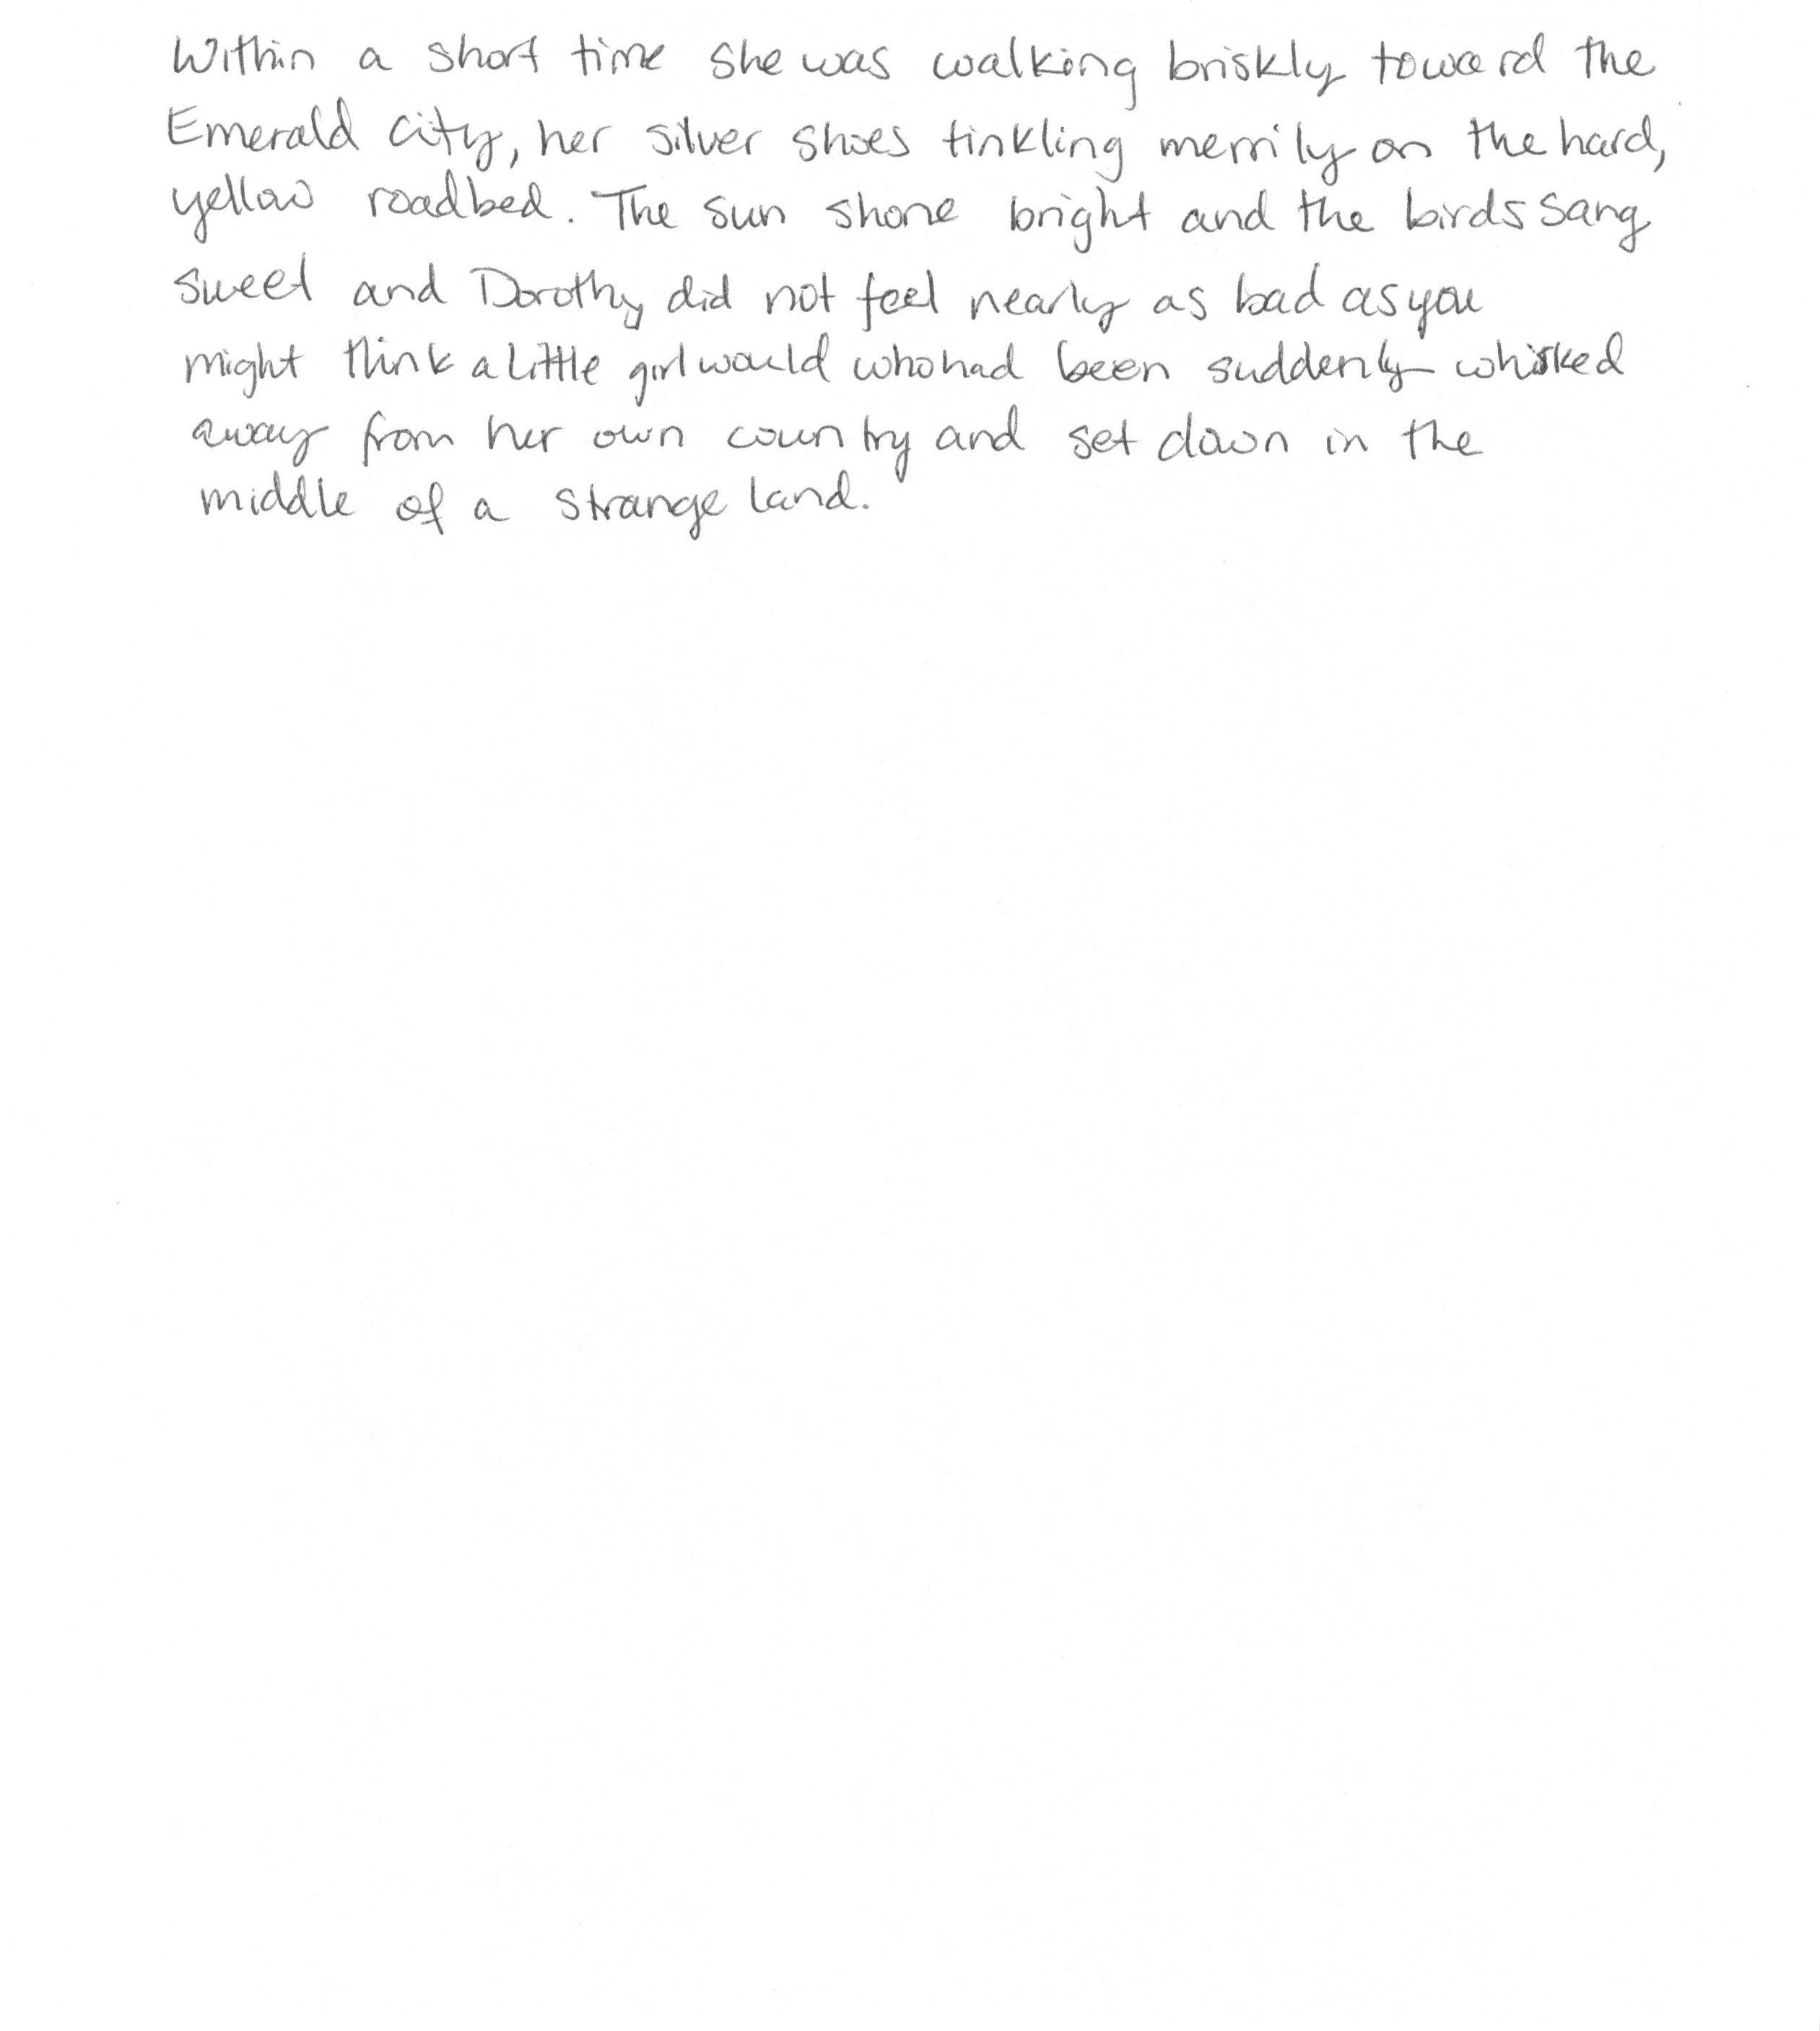 Within a short time she was walking briskly toward the
Emerald City, her silver shoes tinkling merrily on the hard,
yellow roadbed. The sun shone bright and the birds sang
sweet and Dorothy did not feel nearly as bad as you
might think a little girl would who had been suddenly whisked
away from her own country and set down in the
middle of a strange land.